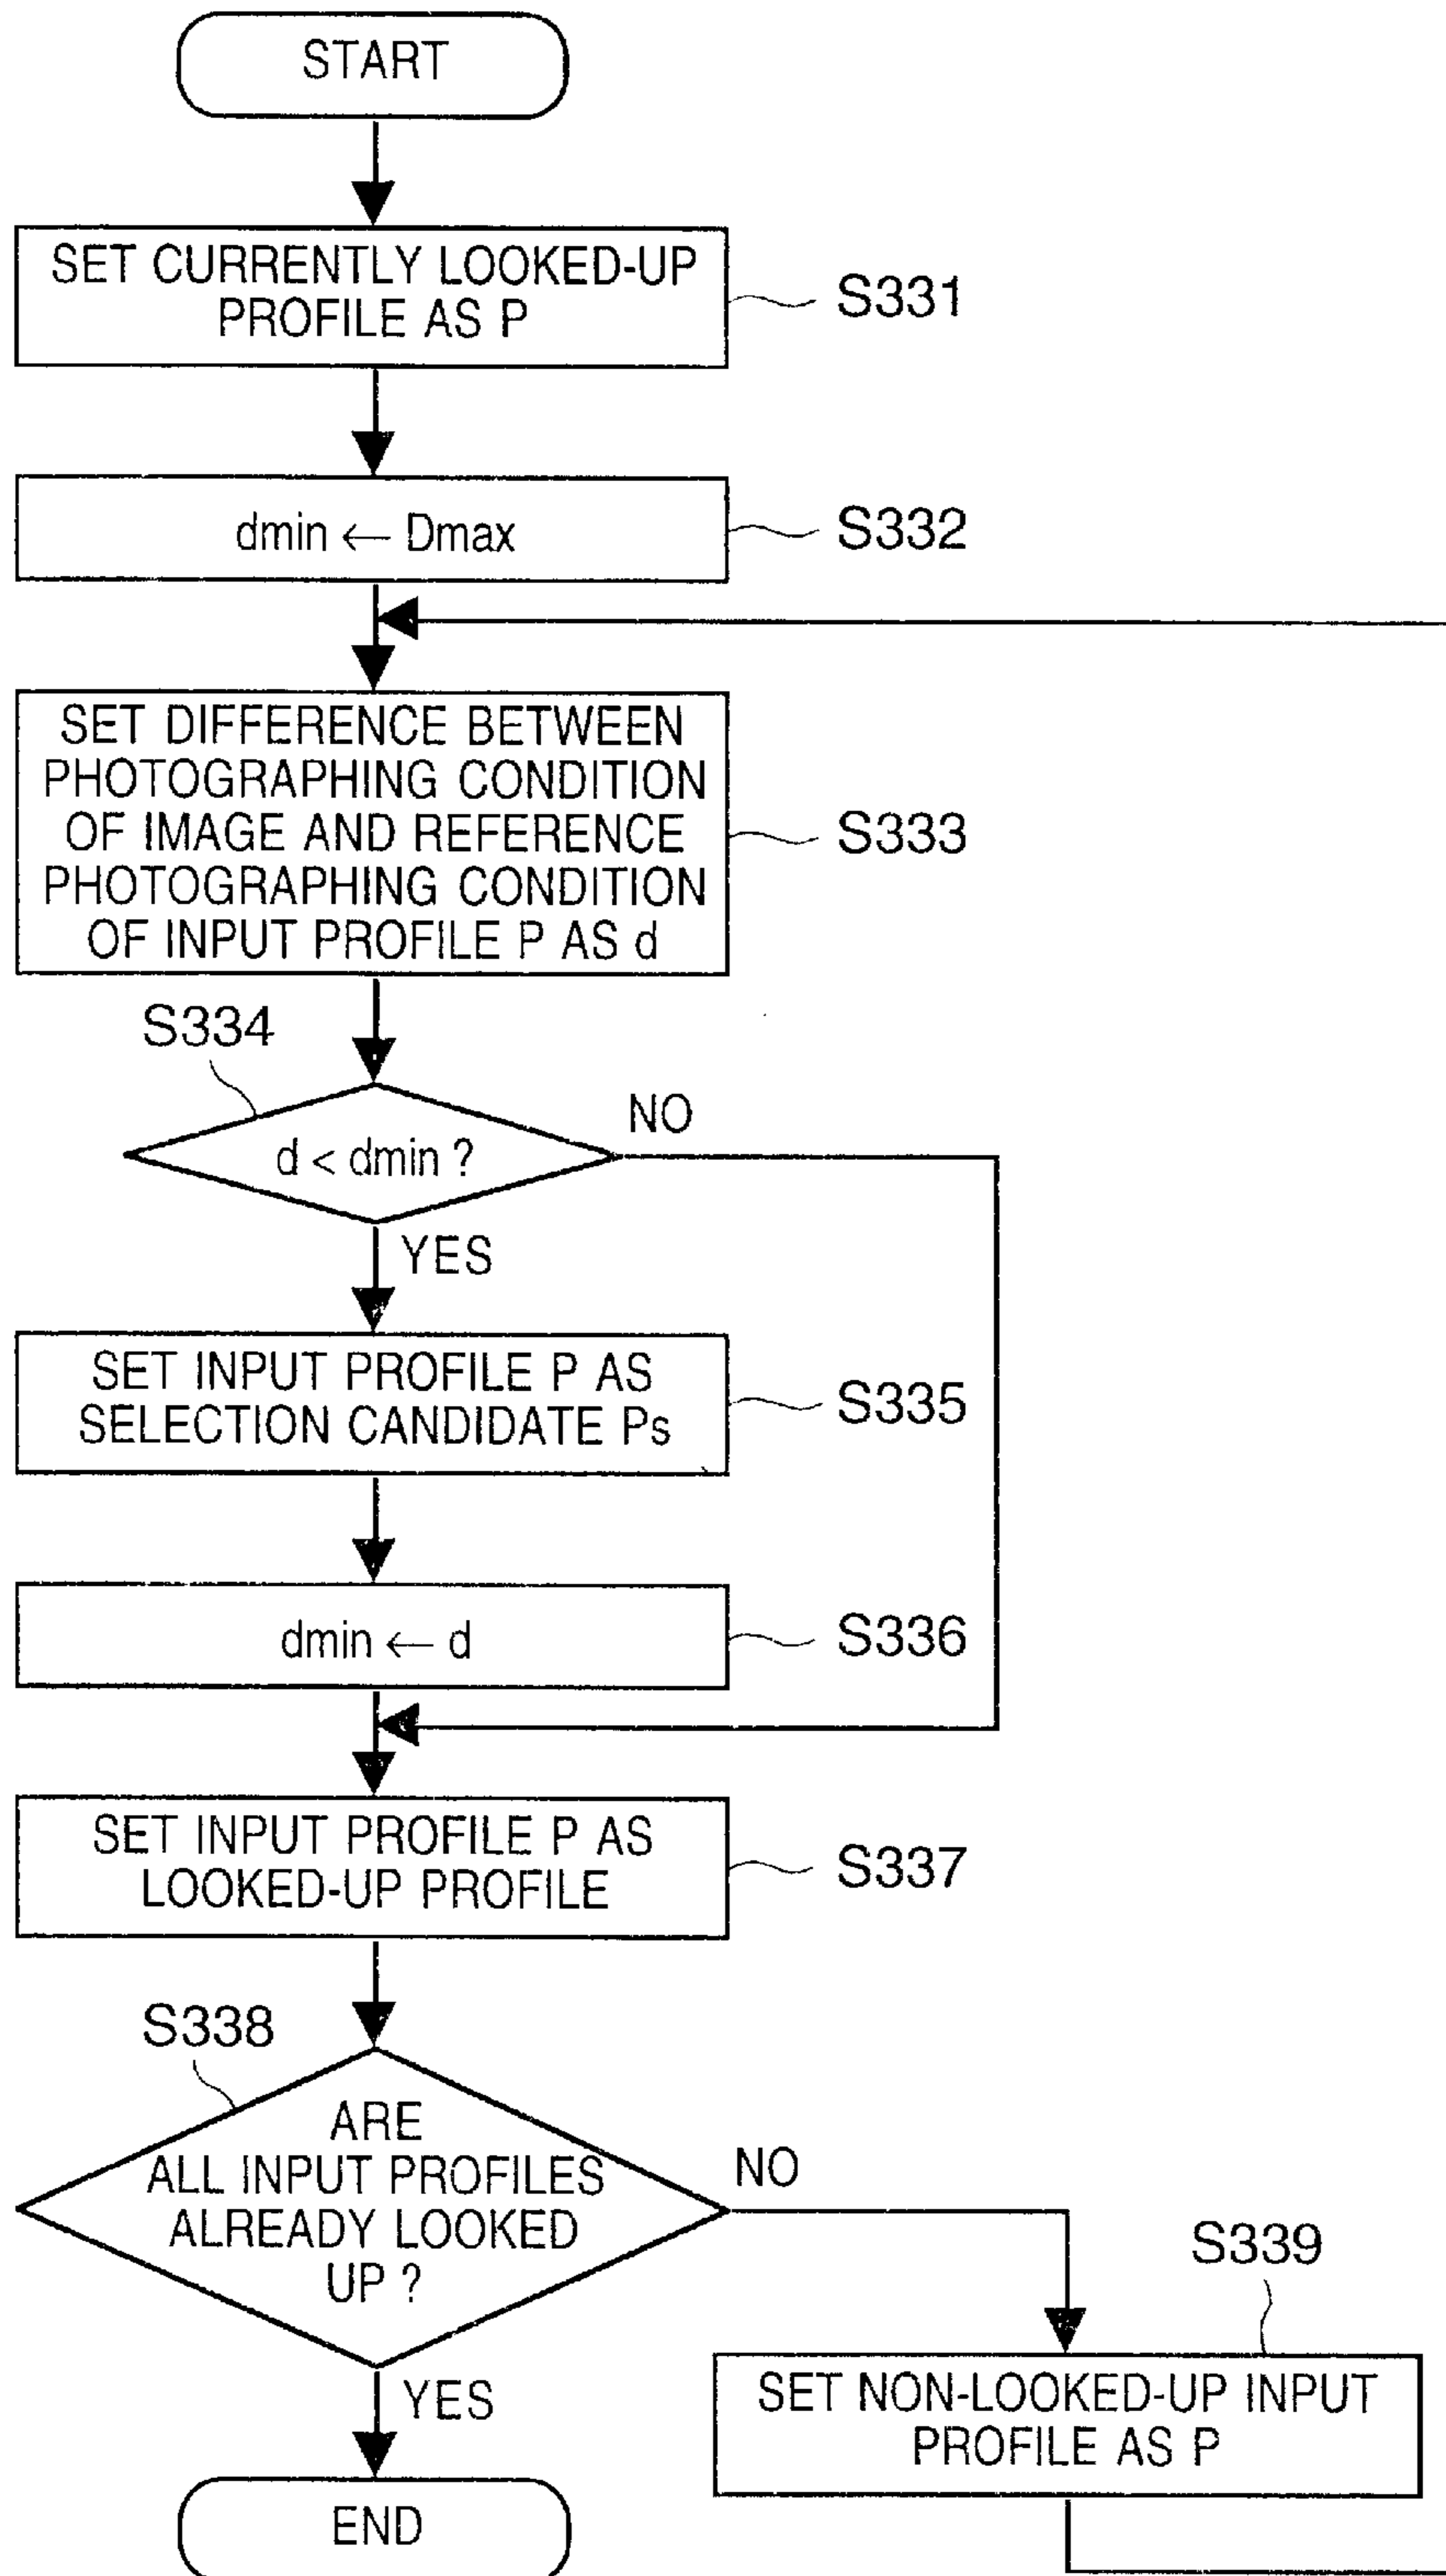 START
SET CURRENTLY LOOKED-UP
PROFILE AS P
S331
dmin ← Dmax
S332
SET DIFFERENCE BETWEEN
PHOTOGRAPHING CONDITION
OF IMAGE AND REFERENCE
PHOTOGRAPHING CONDITION
OF INPUT PROFILE P AS d
S333
S334
d < dmin ?
NO
YES
SET INPUT PROFILE P AS
SELECTION CANDIDATE Ps
S335
dmin ← d
S336
SET INPUT PROFILE P AS
LOOKED-UP PROFILE
S337
S338
ARE
ALL INPUT PROFILES
ALREADY LOOKED
UP ?
NO
YES
S339
SET NON-LOOKED-UP INPUT
PROFILE AS P
END